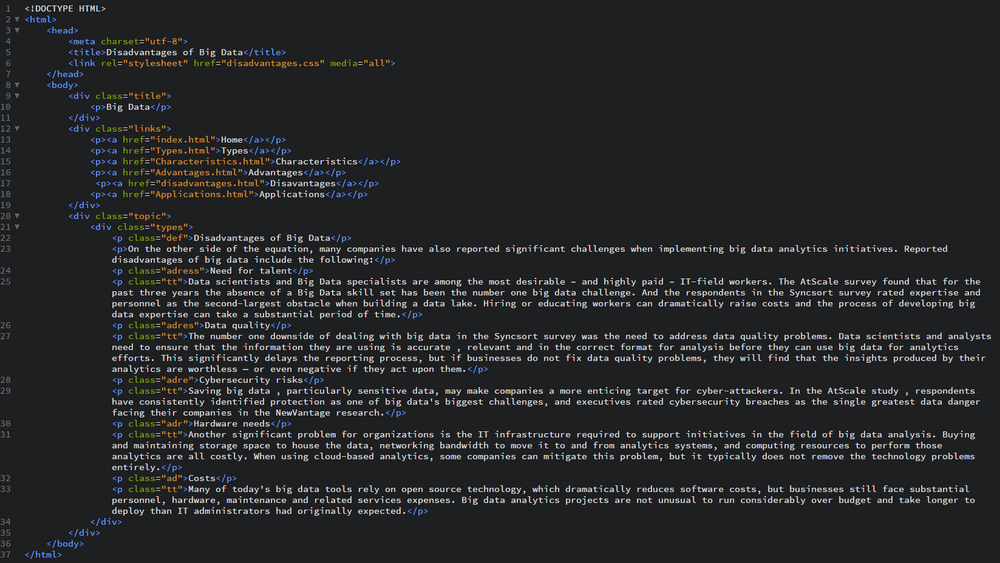 1 <!DOCTYPE HTML>
2 ▼ <html>
3 ▼ <head>
4 <meta charset="utf-8">
5 <title>Disadvantages of Big Data</title>
6 <link rel="stylesheet" href="disadvantages.css" media="all">
7 </head>
8 ▼ <body>
9 ▼ <div class="title">
10 <p>Big Data</p>
11 </div>
12 ▼ <div class="links">
13 <p><a href="index.html">Home</a></p>
14 <p><a href="Types.html">Types</a></p>
15 <p><a href="Characteristics.html">Characteristics</a></p>
16 <p><a href="Advantages.html">Advantages</a></p>
17 <p><a href="disadvantages.html">Disavantages</a></p>
18 <p><a href="Applications.html">Applications</a></p>
19 </div>
20 ▼ <div class="topic">
21 ▼ <div class="types">
22 <p class="def">Disadvantages of Big Data</p>
23 <p>On the other side of the equation, many companies have also reported significant challenges when implementing big data analytics initiatives. Reported
disadvantages of big data include the following:</p>
24 <p class="adress">Need for talent</p>
25 <p class="tt">Data scientists and Big Data specialists are among the most desirable – and highly paid – IT-field workers. The AtScale survey found that for the
past three years the absence of a Big Data skill set has been the number one big data challenge. And the respondents in the Syncsort survey rated expertise and
personnel as the second-largest obstacle when building a data lake. Hiring or educating workers can dramatically raise costs and the process of developing big
data expertise can take a substantial period of time.</p>
26 <p class="adres">Data quality</p>
27 <p class="tt">The number one downside of dealing with big data in the Syncsort survey was the need to address data quality problems. Data scientists and analysts
need to ensure that the information they are using is accurate , relevant and in the correct format for analysis before they can use big data for analytics
efforts. This significantly delays the reporting process, but if businesses do not fix data quality problems, they will find that the insights produced by their
analytics are worthless — or even negative if they act upon them.</p>
28 <p class="adre">Cybersecurity risks</p>
29 <p class="tt">Saving big data , particularly sensitive data, may make companies a more enticing target for cyber-attackers. In the AtScale study , respondents
have consistently identified protection as one of big data's biggest challenges, and executives rated cybersecurity breaches as the single greatest data danger
facing their companies in the NewVantage research.</p>
30 <p class="adr">Hardware needs</p>
31 <p class="tt">Another significant problem for organizations is the IT infrastructure required to support initiatives in the field of big data analysis. Buying
and maintaining storage space to house the data, networking bandwidth to move it to and from analytics systems, and computing resources to perform those
analytics are all costly. When using cloud-based analytics, some companies can mitigate this problem, but it typically does not remove the technology problems
entirely.</p>
32 <p class="ad">Costs</p>
33 <p class="tt">Many of today's big data tools rely on open source technology, which dramatically reduces software costs, but businesses still face substantial
personnel, hardware, maintenance and related services expenses. Big data analytics projects are not unusual to run considerably over budget and take longer to
deploy than IT administrators had originally expected.</p>
34 </div>
35 </div>
36 </body>
37 </html>